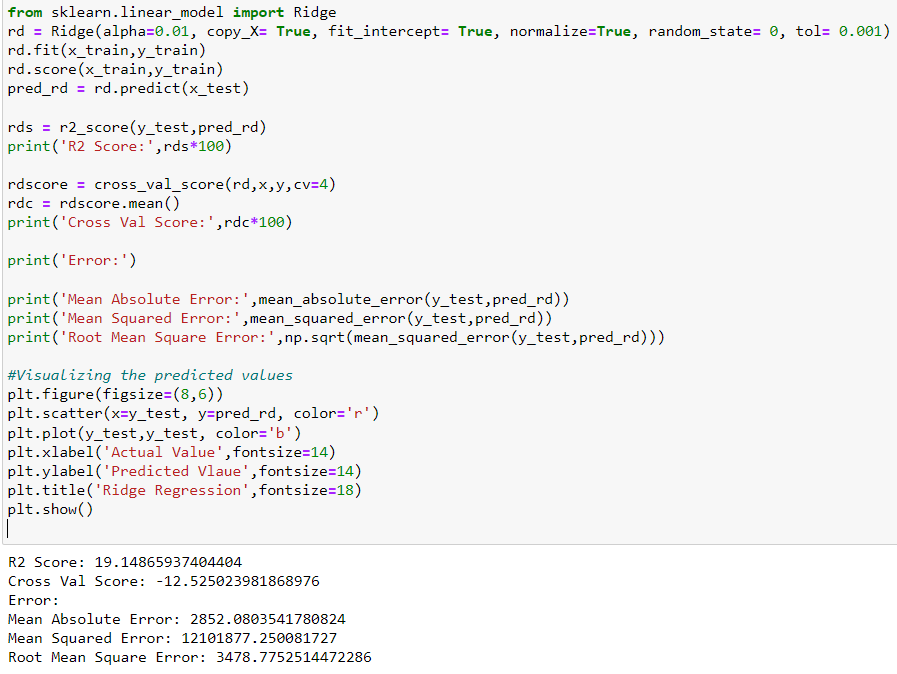 from sklearn.linear_model import Ridge
rd = Ridge(alpha=0.01, copy_X= True, fit_intercept= True, normalize=True, random_state= 0, tol= 0.001)
rd.fit(x_train,y_train)
rd.score(x_train,y_train)
pred_rd = rd.predict(x_test)
rds = r2_score(y_test,pred_rd)
print('R2 Score:',rds*100)
rdscore = cross_val_score(rd,x,y,cv=4)
rdc = rdscore.mean()
print('Cross Val Score:',rdc*100)
print('Error:')
print('Mean Absolute Error:',mean_absolute_error(y_test,pred_rd))
print('Mean Squared Error:',mean_squared_error(y_test,pred_rd))
print('Root Mean Square Error:',np.sqrt(mean_squared_error(y_test,pred_rd)))
#Visualizing the predicted values
plt.figure(figsize=(8,6))
plt.scatter(x=y_test, y=pred_rd, color='r')
plt.plot(y_test,y_test, color='b')
plt.xlabel('Actual Value',fontsize=14)
plt.ylabel('Predicted Vlaue',fontsize=14)
plt.title('Ridge Regression',fontsize=18)
plt.show()
R2 Score: 19.14865937404404
Cross Val Score: -12.525023981868976
Error:
Mean Absolute Error: 2852.0803541780824
Mean Squared Error: 12101877.250081727
Root Mean Square Error: 3478.7752514472286